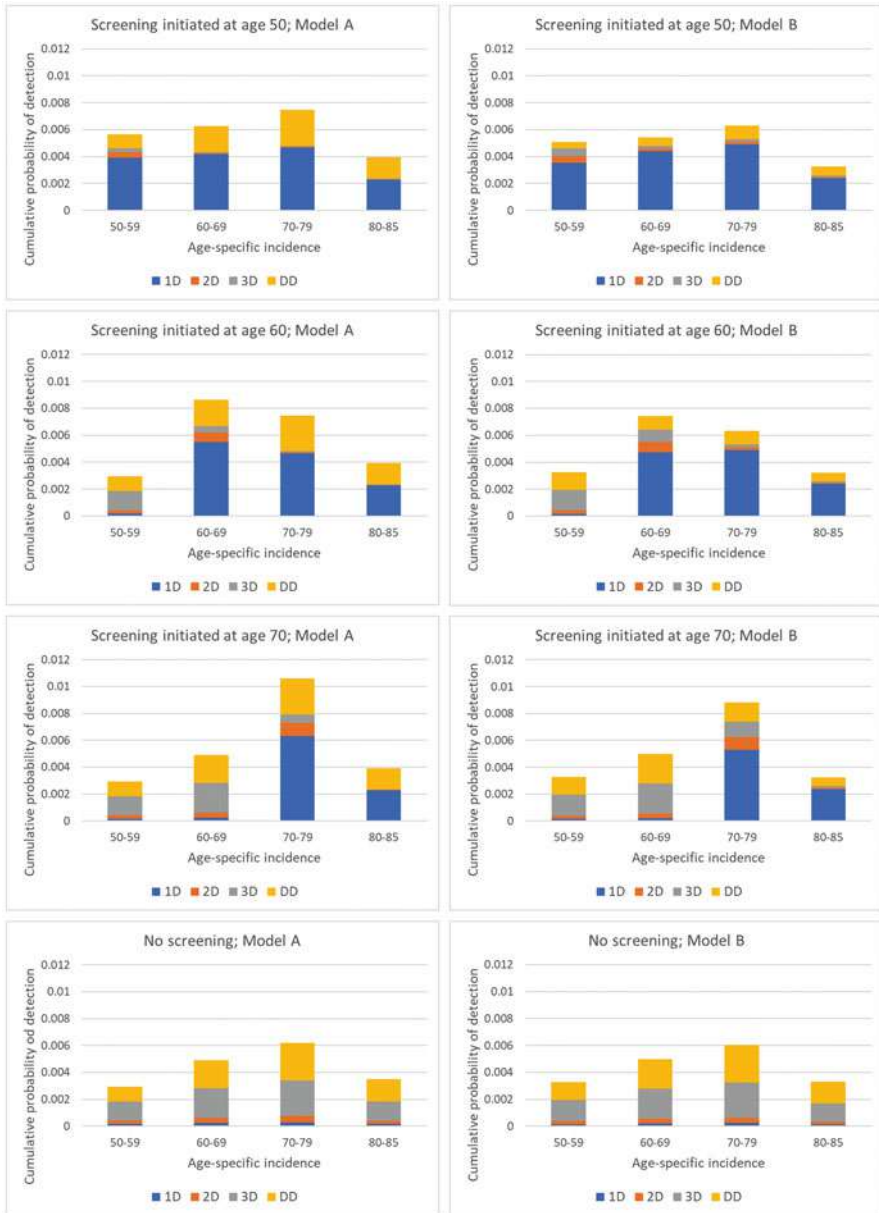 Screening initiated at age 50; Model A
Cumulative probability of detection
0.012
0.01
0.008
0.006
0.004
0.002
0
50-59 60-69 70-79 80-85
Age-specific incidence
1D 2D 3D DD
Screening initiated at age 50; Model B
Cumulative probability of detection
0.012
0.01
0.008
0.006
0.004
0.002
0
50-59 60-69 70-79 80-85
Age-specific incidence
1D 2D 3D DD
Screening initiated at age 60; Model A
Cumulative probability of detection
0.012
0.01
0.008
0.006
0.004
0.002
0
50-59 60-69 70-79 80-85
Age-specific incidence
1D 2D 3D DD
Screening initiated at age 60; Model B
Cumulative probability of detection
0.012
0.01
0.008
0.006
0.004
0.002
0
50-59 60-69 70-79 80-85
Age-specific incidence
1D 2D 3D DD
Screening initiated at age 70; Model A
Cumulative probability of detection
0.012
0.01
0.008
0.006
0.004
0.002
0
50-59 60-69 70-79 80-85
Age-specific incidence
1D 2D 3D DD
Screening initiated at age 70; Model B
Cumulative probability of detection
0.012
0.01
0.008
0.006
0.004
0.002
0
50-59 60-69 70-79 80-85
Age-specific incidence
1D 2D 3D DD
No screening; Model A
Cumulative probability od detection
0.012
0.01
0.008
0.006
0.004
0.002
0
50-59 60-69 70-79 80-85
Age-specific incidence
1D 2D 3D DD
No screening; Model B
Cumulative probability of detection
0.012
0.01
0.008
0.006
0.004
0.002
0
50-59 60-69 70-79 80-85
Age-specific incidence
1D 2D 3D DD